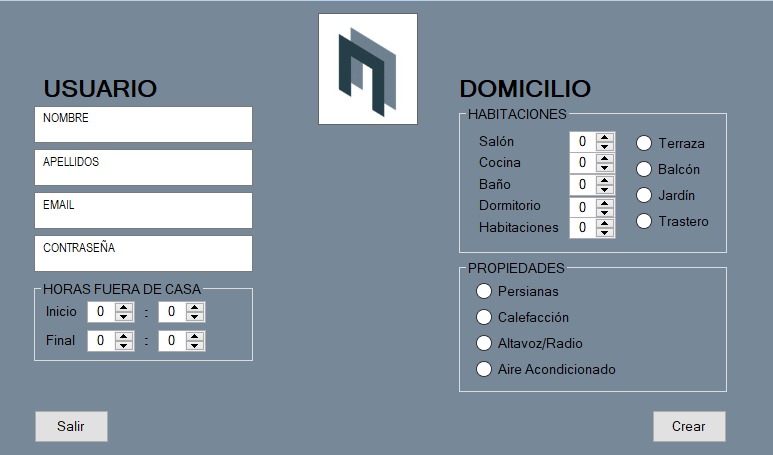 USUARIO
NOMBRE
APELLIDOS
EMAIL
CONTRASEÑA
HORAS FUERA DE CASA
Inicio 0 : 0
Final 0 : 0
Salir
DOMICILIO
HABITACIONES
Salón 0
Cocina 0
Baño 0
Dormitorio 0
Habitaciones 0
Terraza
Balcón
Jardín
Trastero
PROPIEDADES
Persianas
Calefacción
Altavoz/Radio
Aire Acondicionado
Crear